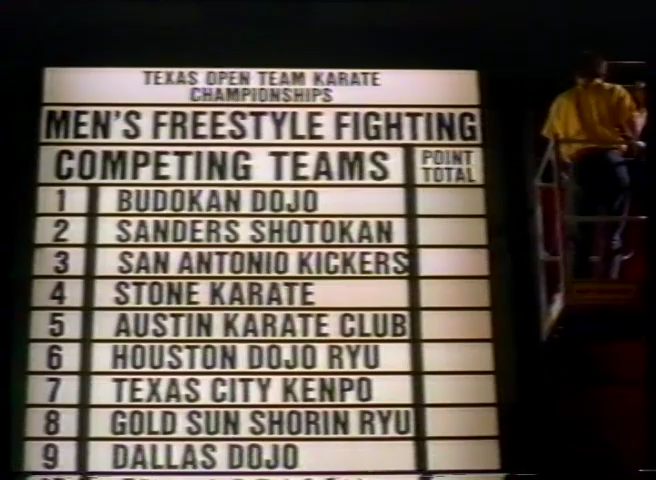 TEXAS OPEN TEAM KARATE
CHAMPIONSHIPS
MEN'S FREESTYLE FIGHTING
COMPETING TEAMS POINT TOTAL
1 BUDOKAN DOJO
2 SANDERS SHOTOKAN
3 SAN ANTONIO KICKERS
4 STONE KARATE
5 AUSTIN KARATE CLUB
6 HOUSTON DOJO RYU
7 TEXAS CITY KENPO
8 GOLD SUN SHORIN RYU
9 DALLAS DOJO